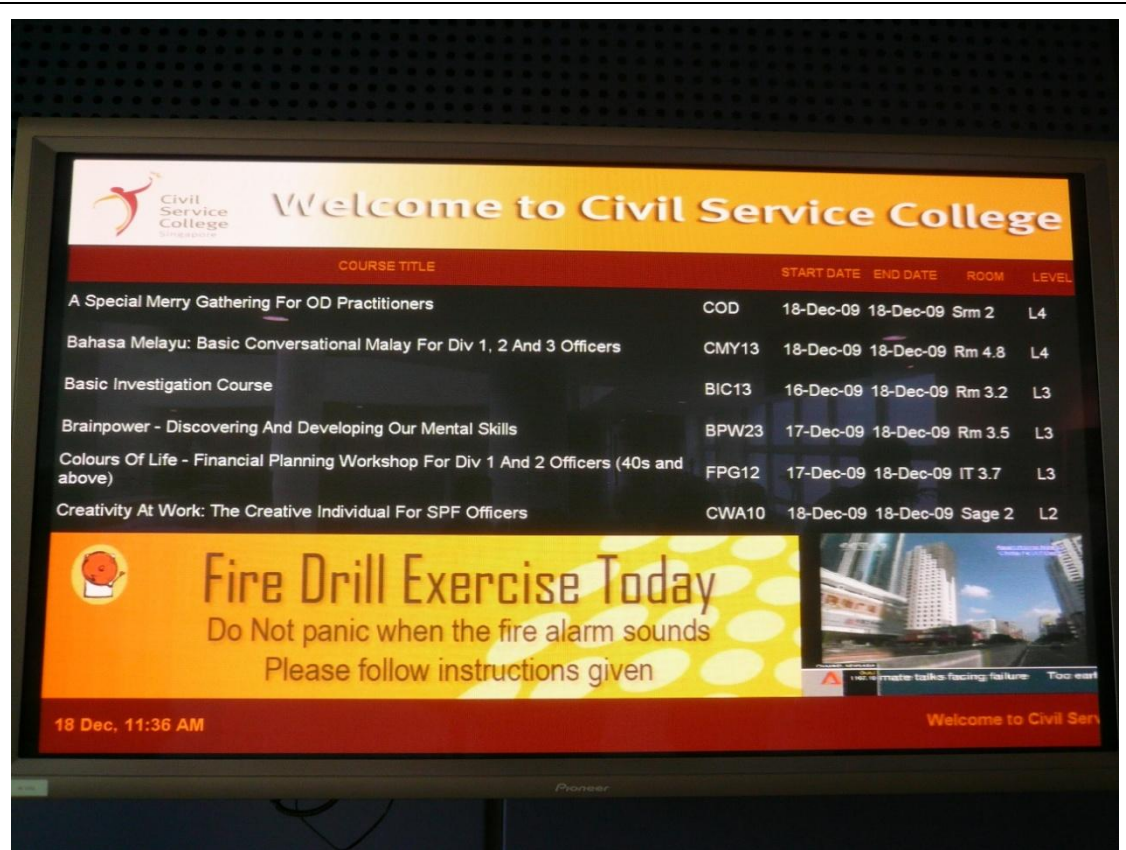 Civil
Service
College
Singapore
Welcome to Civil Service College
COURSE TITLE START DATE END DATE ROOM LEVEL
A Special Merry Gathering For OD Practitioners COD 18-Dec-09 18-Dec-09 Srm 2 L4
Bahasa Melayu: Basic Conversational Malay For Div 1, 2 And 3 Officers CMY13 18-Dec-09 18-Dec-09 Rm 4.8 L4
Basic Investigation Course BIC13 16-Dec-09 18-Dec-09 Rm 3.2 L3
Brainpower - Discovering And Developing Our Mental Skills BPW23 17-Dec-09 18-Dec-09 Rm 3.5 L3
Colours Of Life - Financial Planning Workshop For Div 1 And 2 Officers (40s and
above) FPG12 17-Dec-09 18-Dec-09 IT 3.7 L3
Creativity At Work: The Creative Individual For SPF Officers CWA10 18-Dec-09 18-Dec-09 Sage 2 L2
Fire Drill Exercise Today
Do Not panic when the fire alarm sounds
Please follow instructions given
mate talks facing failure Too earl
18 Dec, 11:36 AM Welcome to Civil Serv
Pioneer